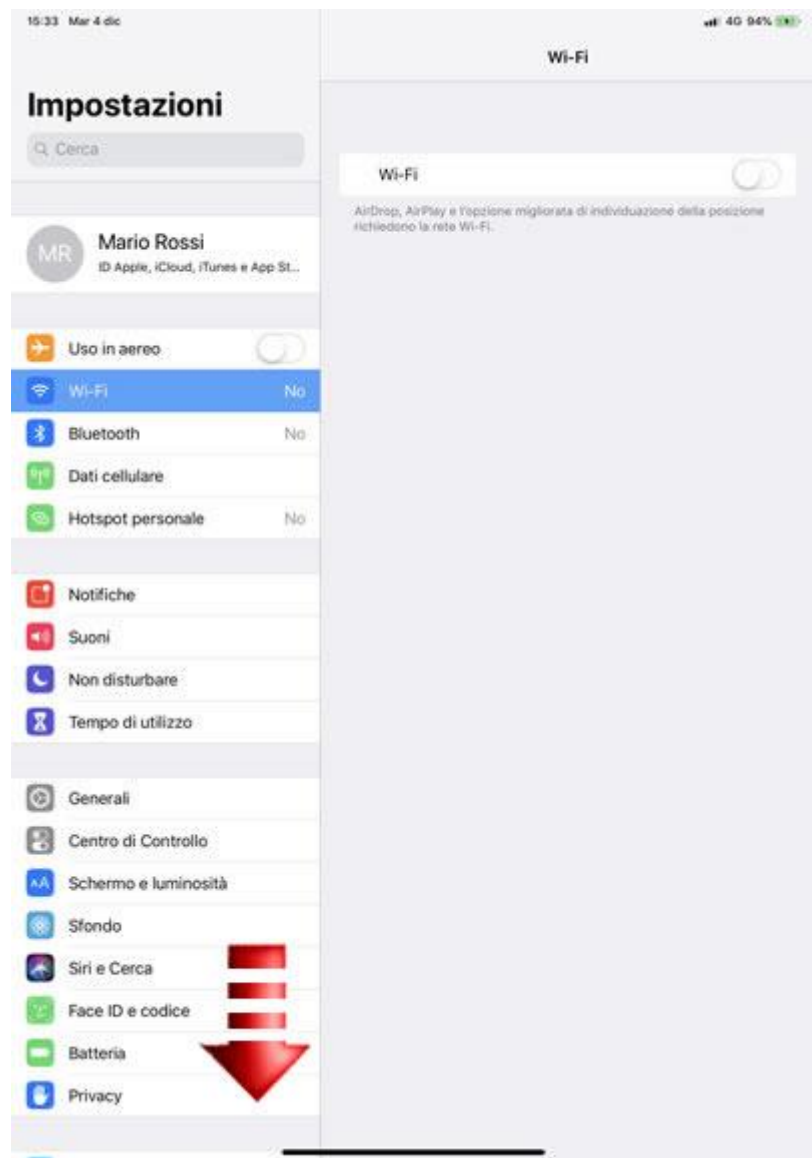 15:33 Mar 4 dic
4G 94%
Wi-Fi
Impostazioni
Cerca
Wi-Fi
AirDrop, AirPlay e l'opzione migliorata di individuazione della posizione
richiedono la rete Wi-Fi.
MR
Mario Rossi
ID Apple, iCloud, iTunes e App St...
Uso in aereo
Wi-Fi No
Bluetooth No
Dati cellulare
Hotspot personale No
Notifiche
Suoni
Non disturbare
Tempo di utilizzo
Generali
Centro di Controllo
AA
Schermo e luminosità
Sfondo
Siri e Cerca
Face ID e codice
Batteria
Privacy